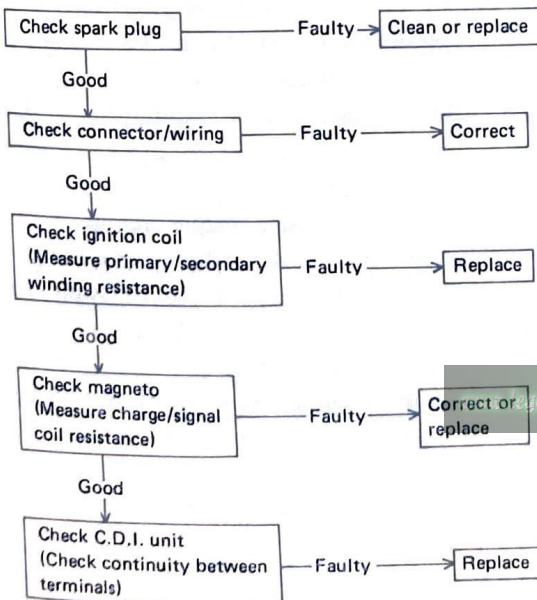 Check spark plug
Faulty
Clean or replace
Good
Check connector/wiring
Faulty
Correct
Good
Check ignition coil
(Measure primary/secondary
winding resistance)
Faulty
Replace
Good
Check magneto
(Measure charge/signal
coil resistance)
Faulty
Correct or
replace
Good
Check C.D.I. unit
(Check continuity between
terminals)
Faulty
Replace